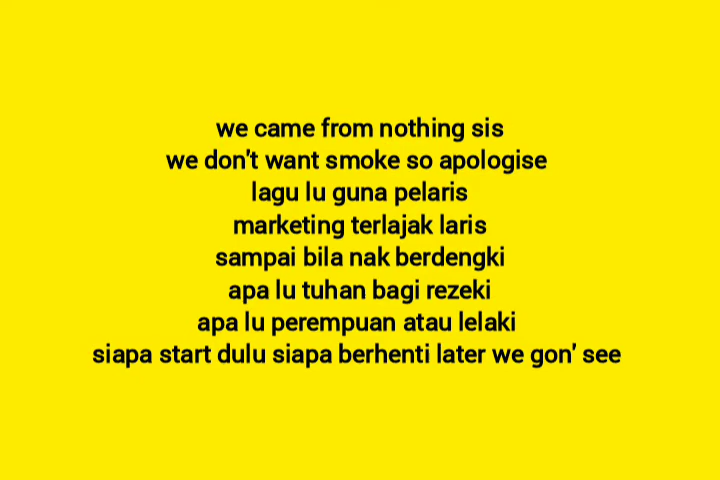 we came from nothing sis
we don't want smoke so apologise
lagu lu guna pelaris
marketing terlajak laris
sampai bila nak berdengki
apa lu tuhan bagi rezeki
apa lu perempuan atau lelaki
siapa start dulu siapa berhenti later we gon' see